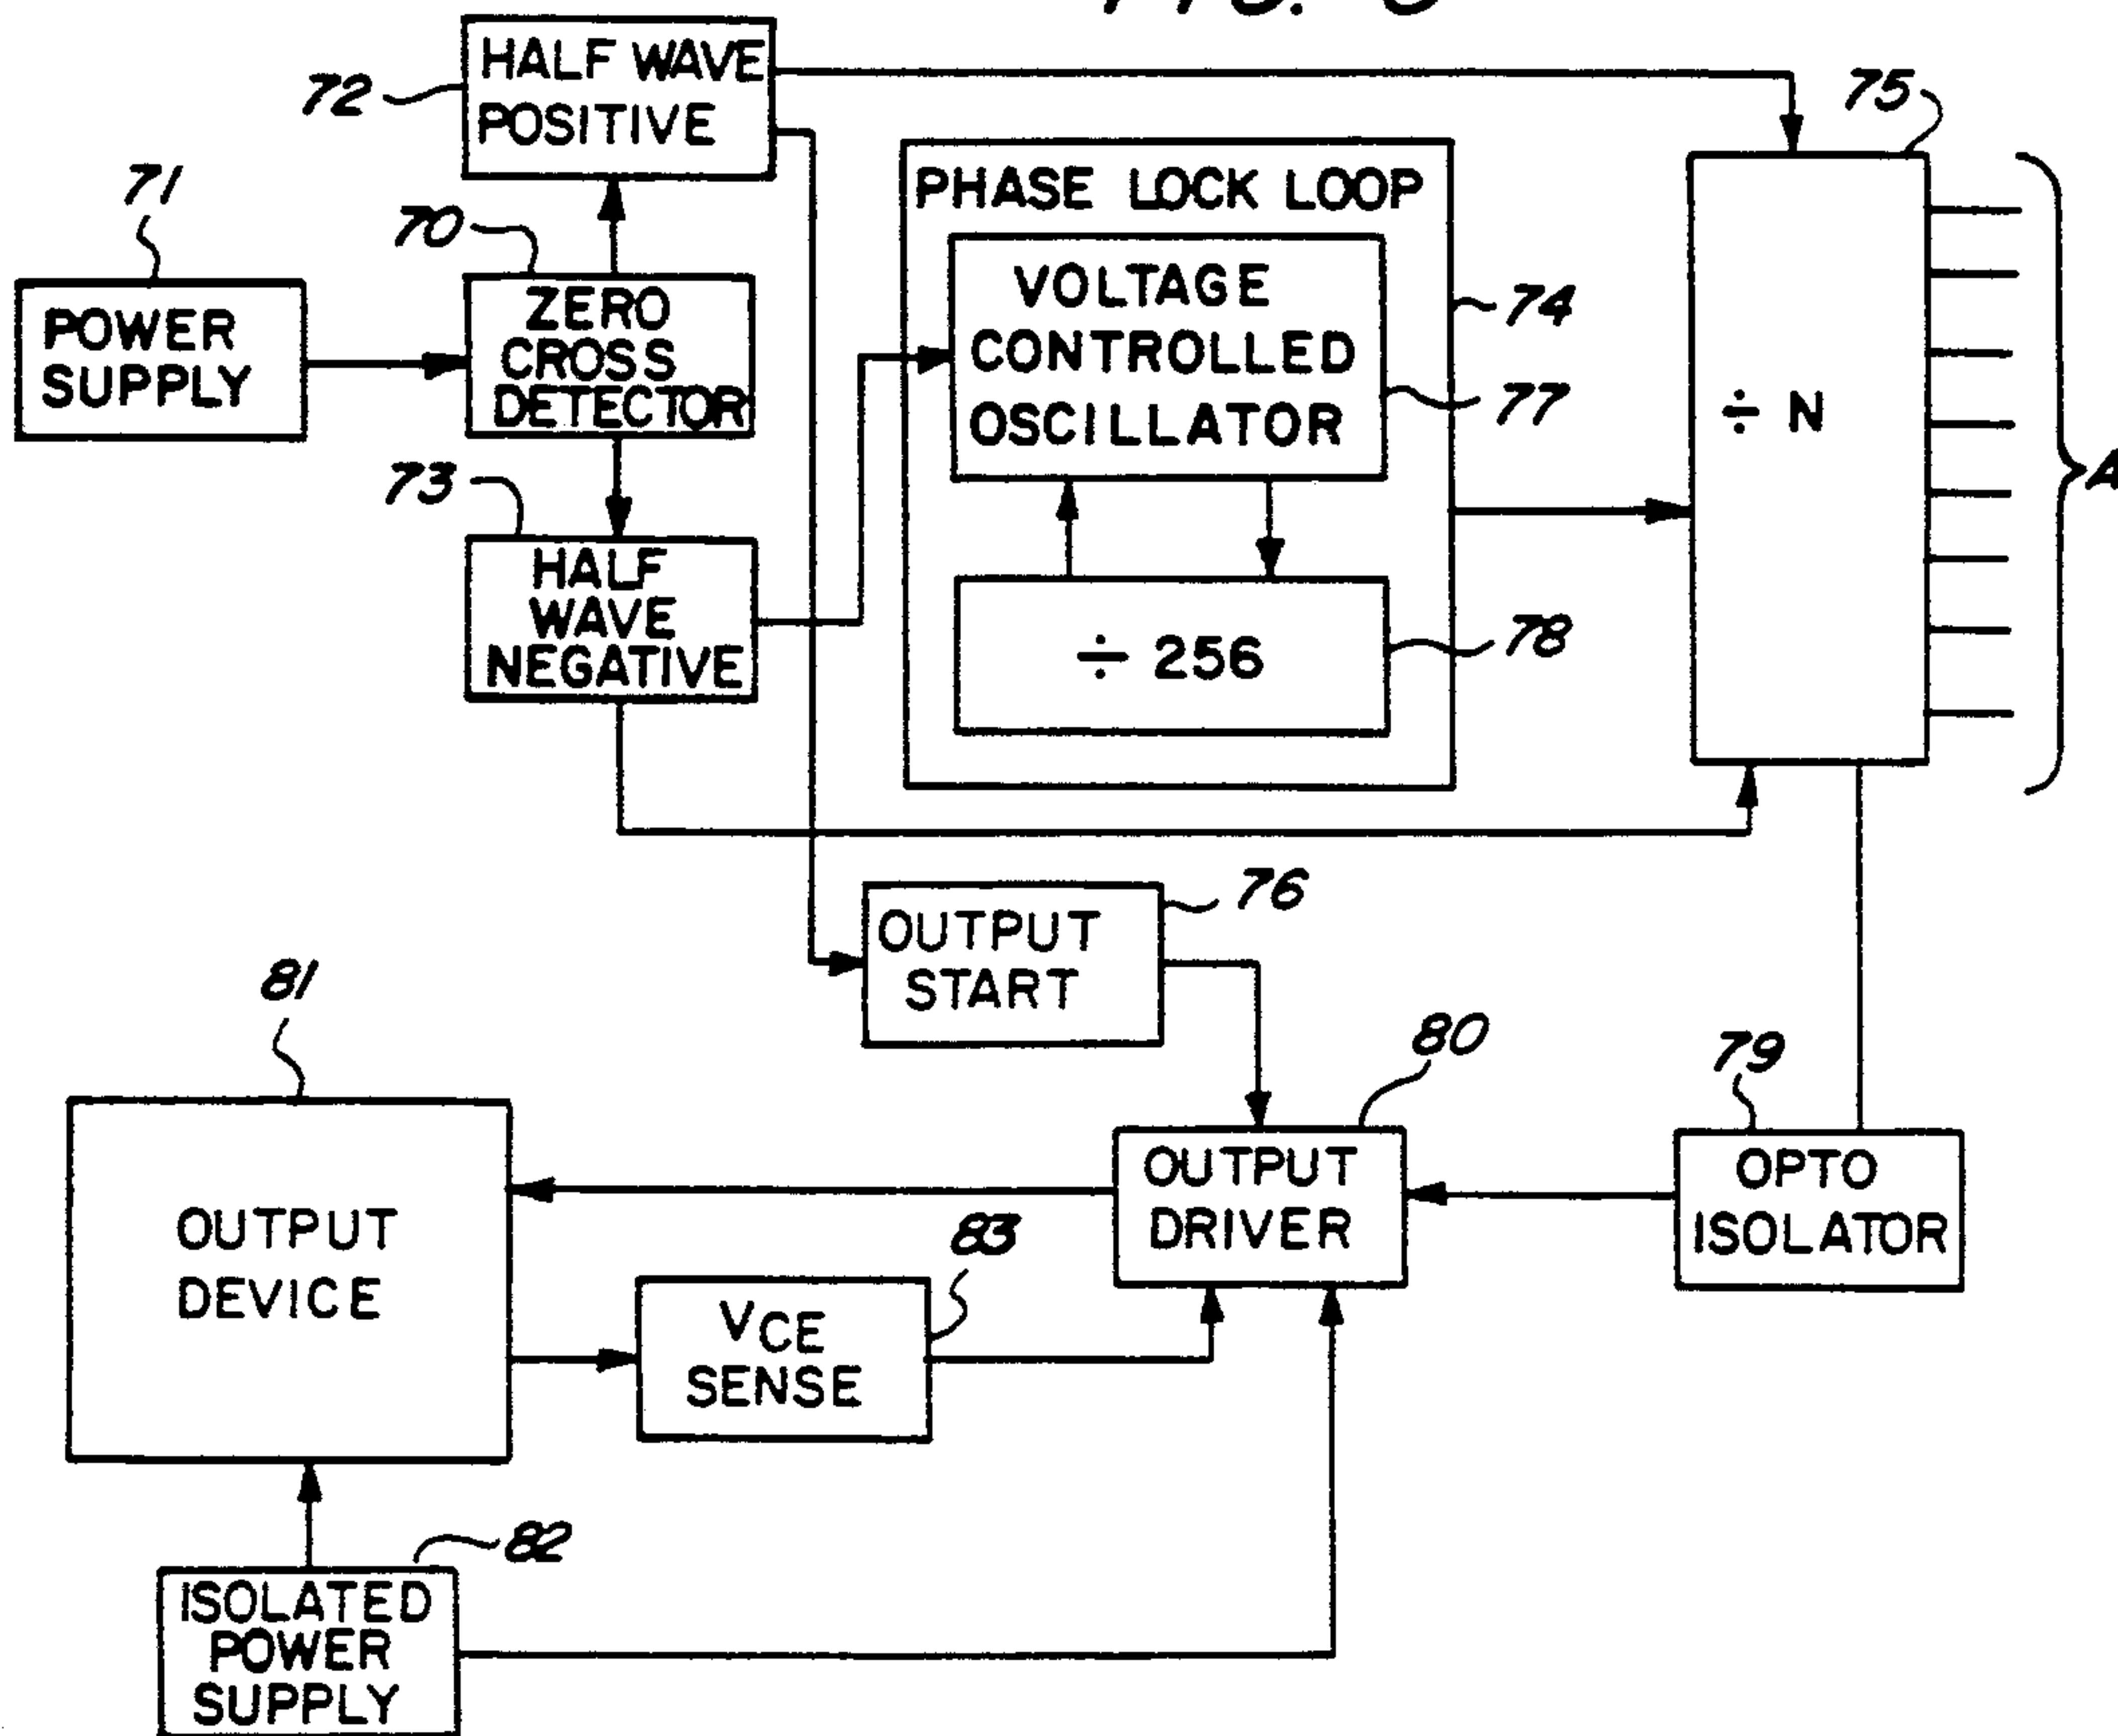 72
HALF WAVE
POSITIVE
75
71
70
POWER
SUPPLY
ZERO
CROSS
DETECTOR
PHASE LOCK LOOP
VOLTAGE
CONTROLLED
OSCILLATOR
74
77
÷ N
A
73
HALF
WAVE
NEGATIVE
÷ 256
78
76
OUTPUT
START
81
80
79
OUTPUT
DEVICE
OUTPUT
DRIVER
OPTO
ISOLATOR
83
VCE
SENSE
82
ISOLATED
POWER
SUPPLY